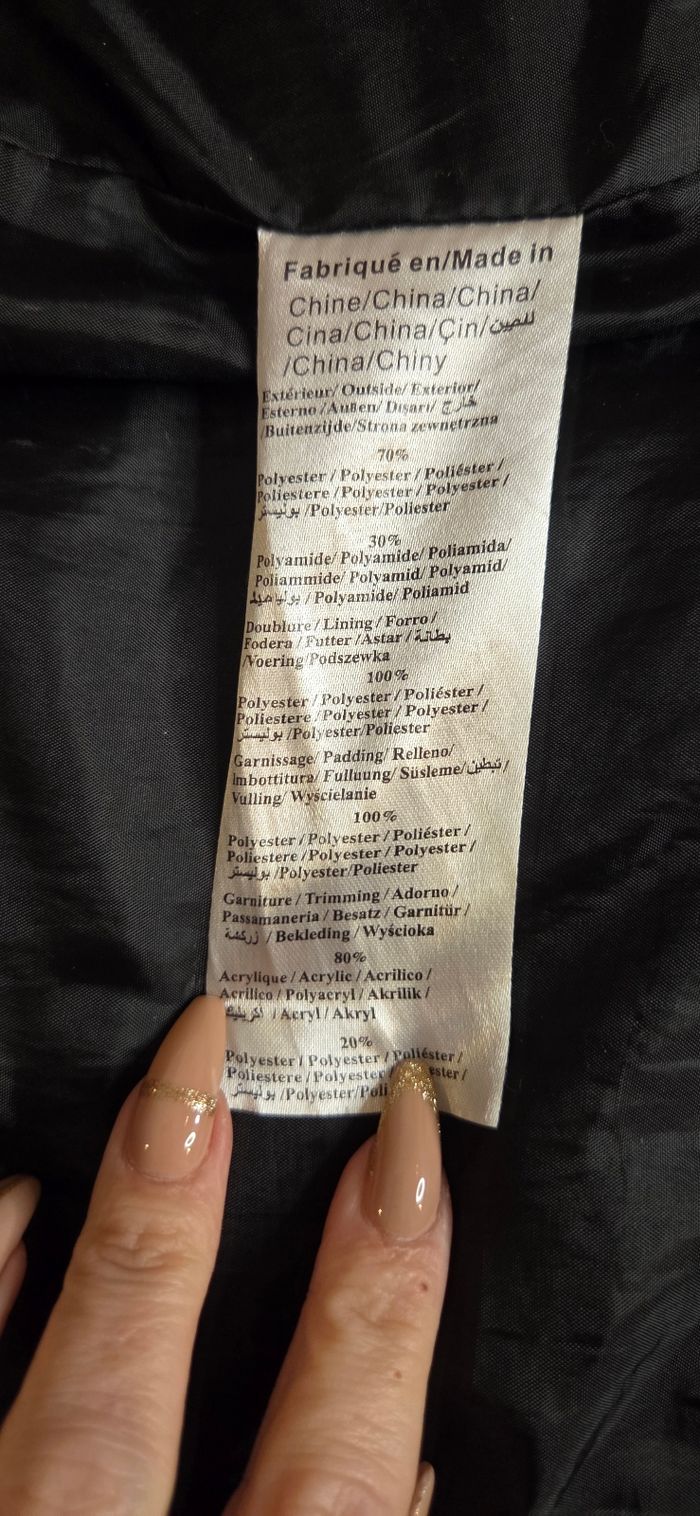 Fabriqué en/Made in
Chine/China/China/
Cina/China/Çin/للصين
/China/Chiny
Extérieur/ Outside/ Exterior/
Esterno /Außen/ Dışarı/ خارج
/Buitenzijde/Strona zewnętrzna
70%
Polyester / Polyester / Poliéster /
Poliestere / Polyester / Polyester /
بوليستر /Polyester/Poliester
30%
Polyamide/ Polyamide/ Poliamida/
Poliammide/ Polyamid/ Polyamid/
بولياميد / Polyamide/ Poliamid
Doublure / Lining / Forro /
Fodera / Futter /Astar / بطانة
/Voering/Podszewka
100%
Polyester / Polyester / Poliéster /
Poliestere / Polyester / Polyester /
بوليستر /Polyester/Poliester
Garnissage/ Padding/ Relleno/
Imbottitura/ Fulluung/ Süsleme/تبطين/
Vulling/ Wyścielanie
100%
Polyester / Polyester / Poliéster /
Poliestere / Polyester / Polyester /
بوليستر /Polyester/Poliester
Garniture / Trimming / Adorno /
Passamaneria / Besatz / Garnitür /
زركشة / Bekleding / Wyścioka
80%
Acrylique / Acrylic / Acrilico /
Acrilico / Polyacryl / Akrilik /
أكريليك / Acryl / Akryl
20%
Polyester / Polyester / Poliéster /
Poliestere / Polyester /
بوليستر /Polyester/